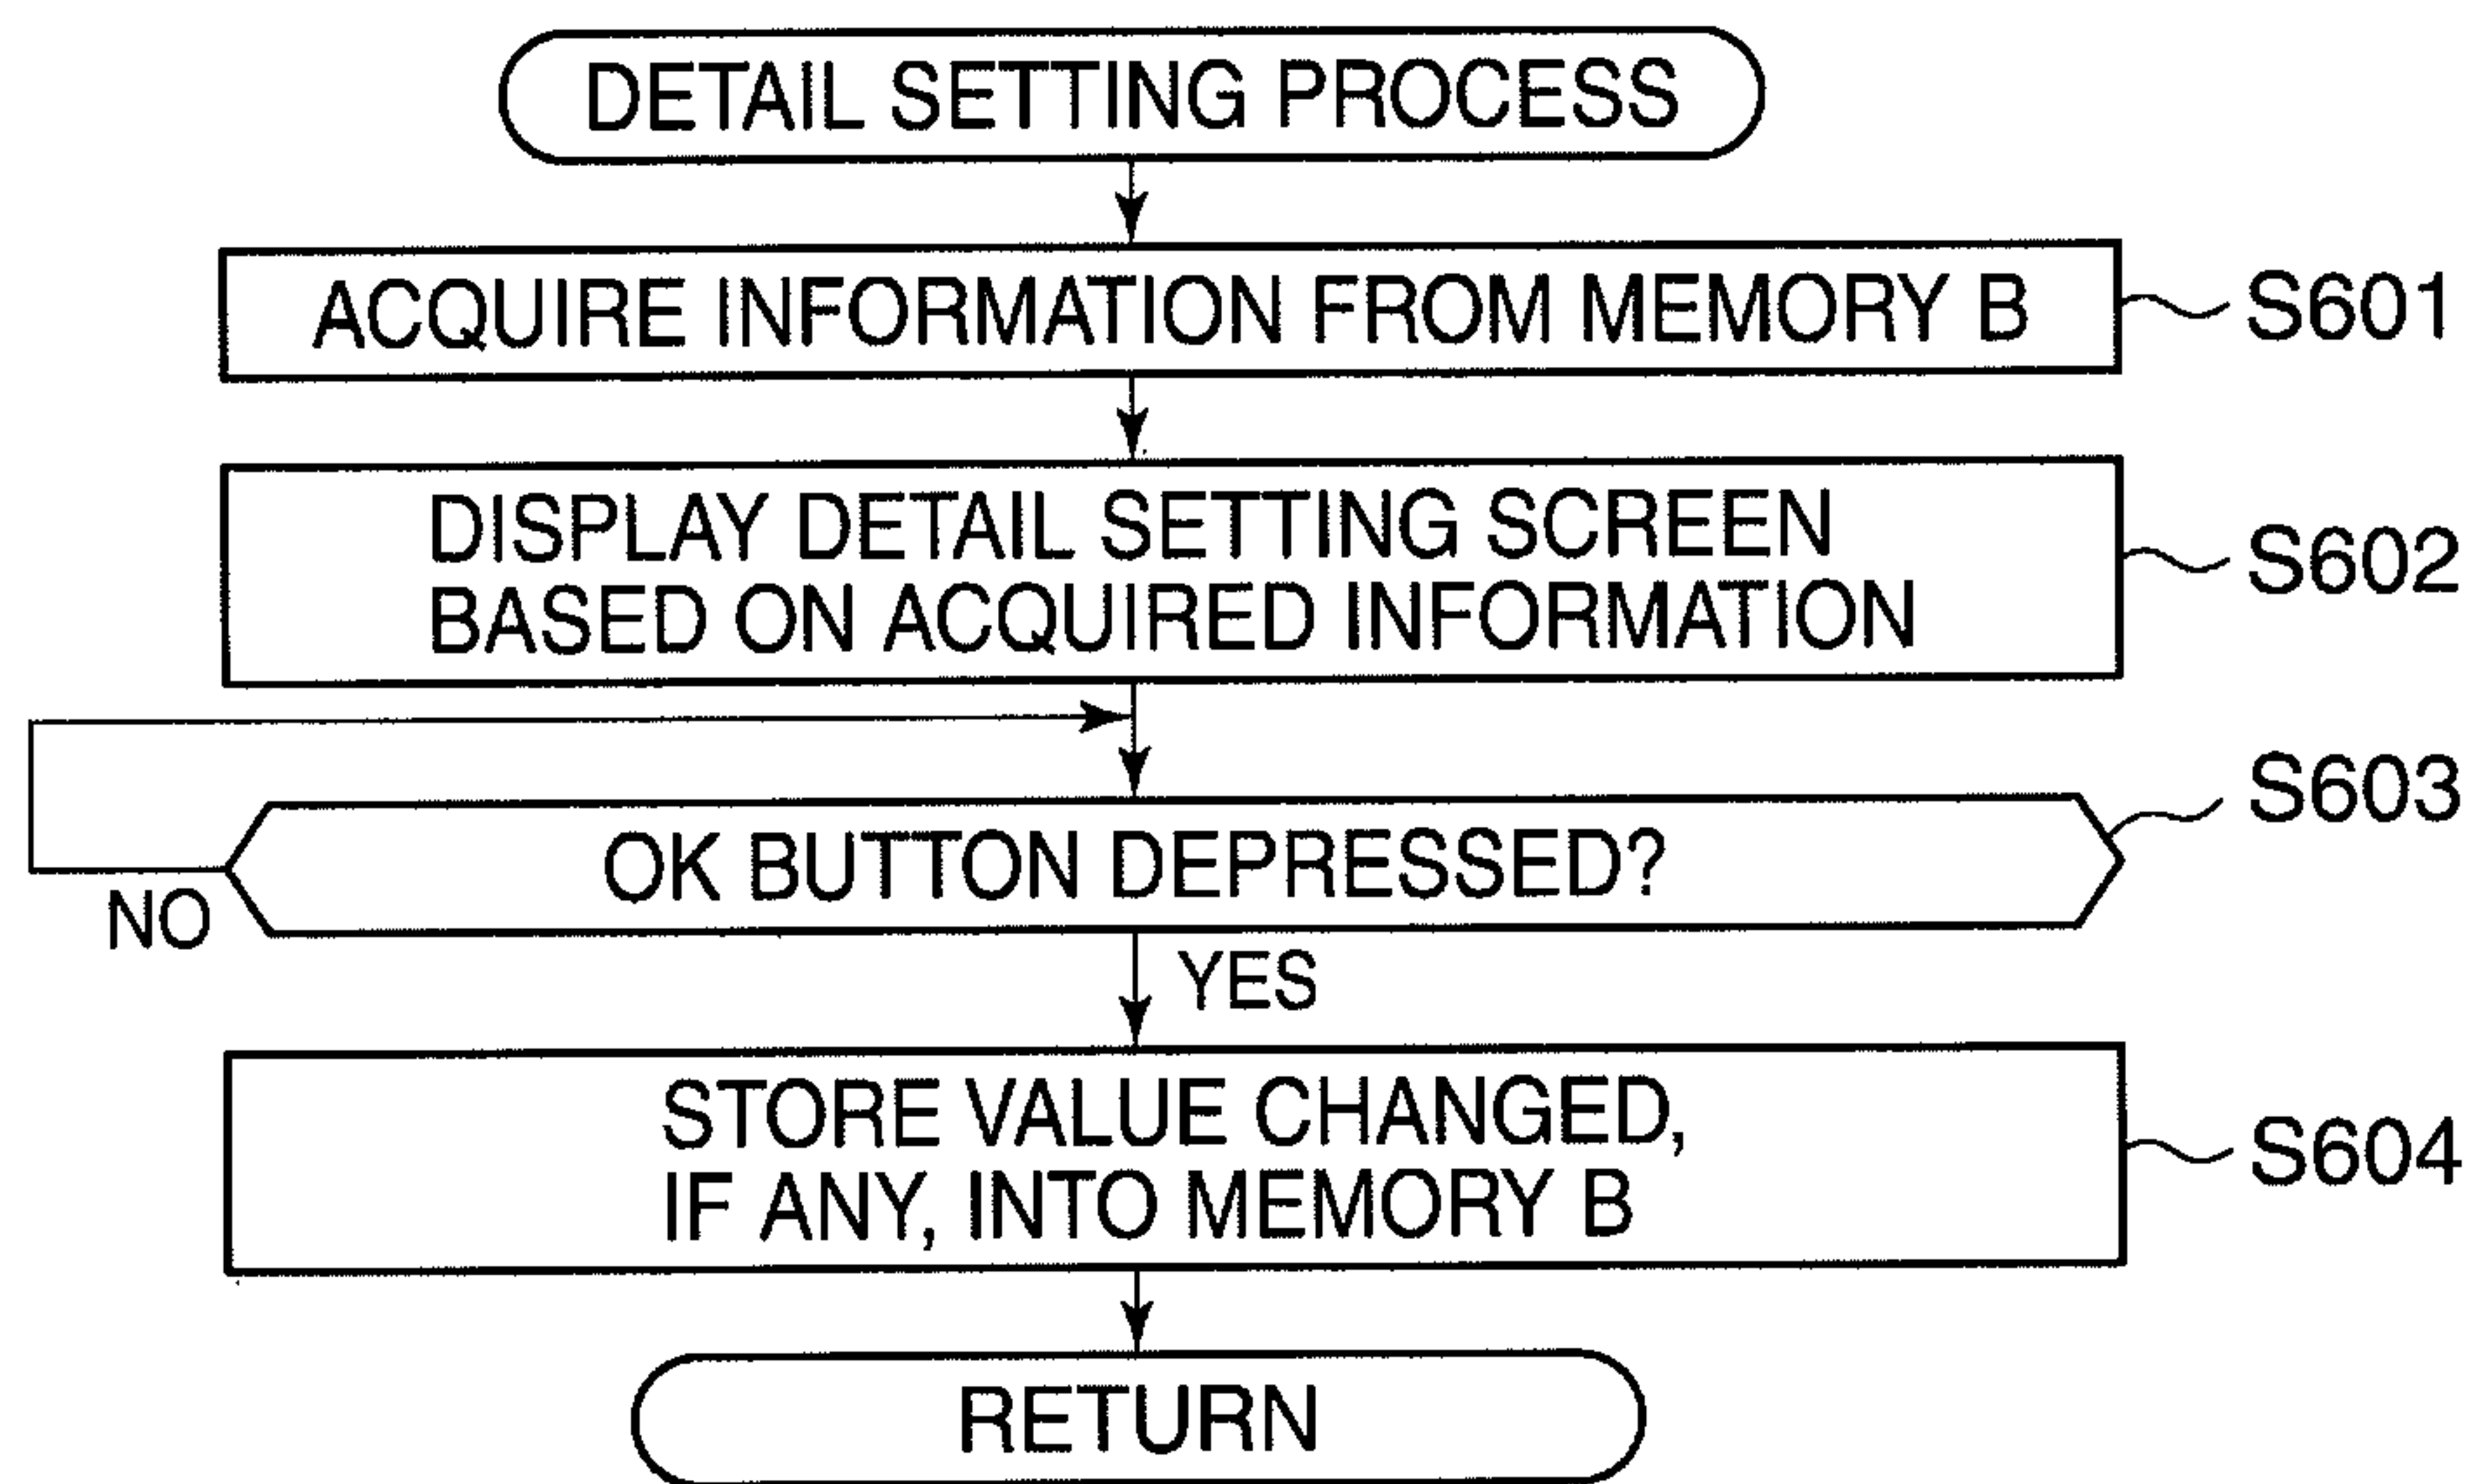 DETAIL SETTING PROCESS
ACQUIRE INFORMATION FROM MEMORY B
S601
DISPLAY DETAIL SETTING SCREEN
BASED ON ACQUIRED INFORMATION
S602
S603
OK BUTTON DEPRESSED?
NO
YES
STORE VALUE CHANGED,
IF ANY, INTO MEMORY B
S604
RETURN